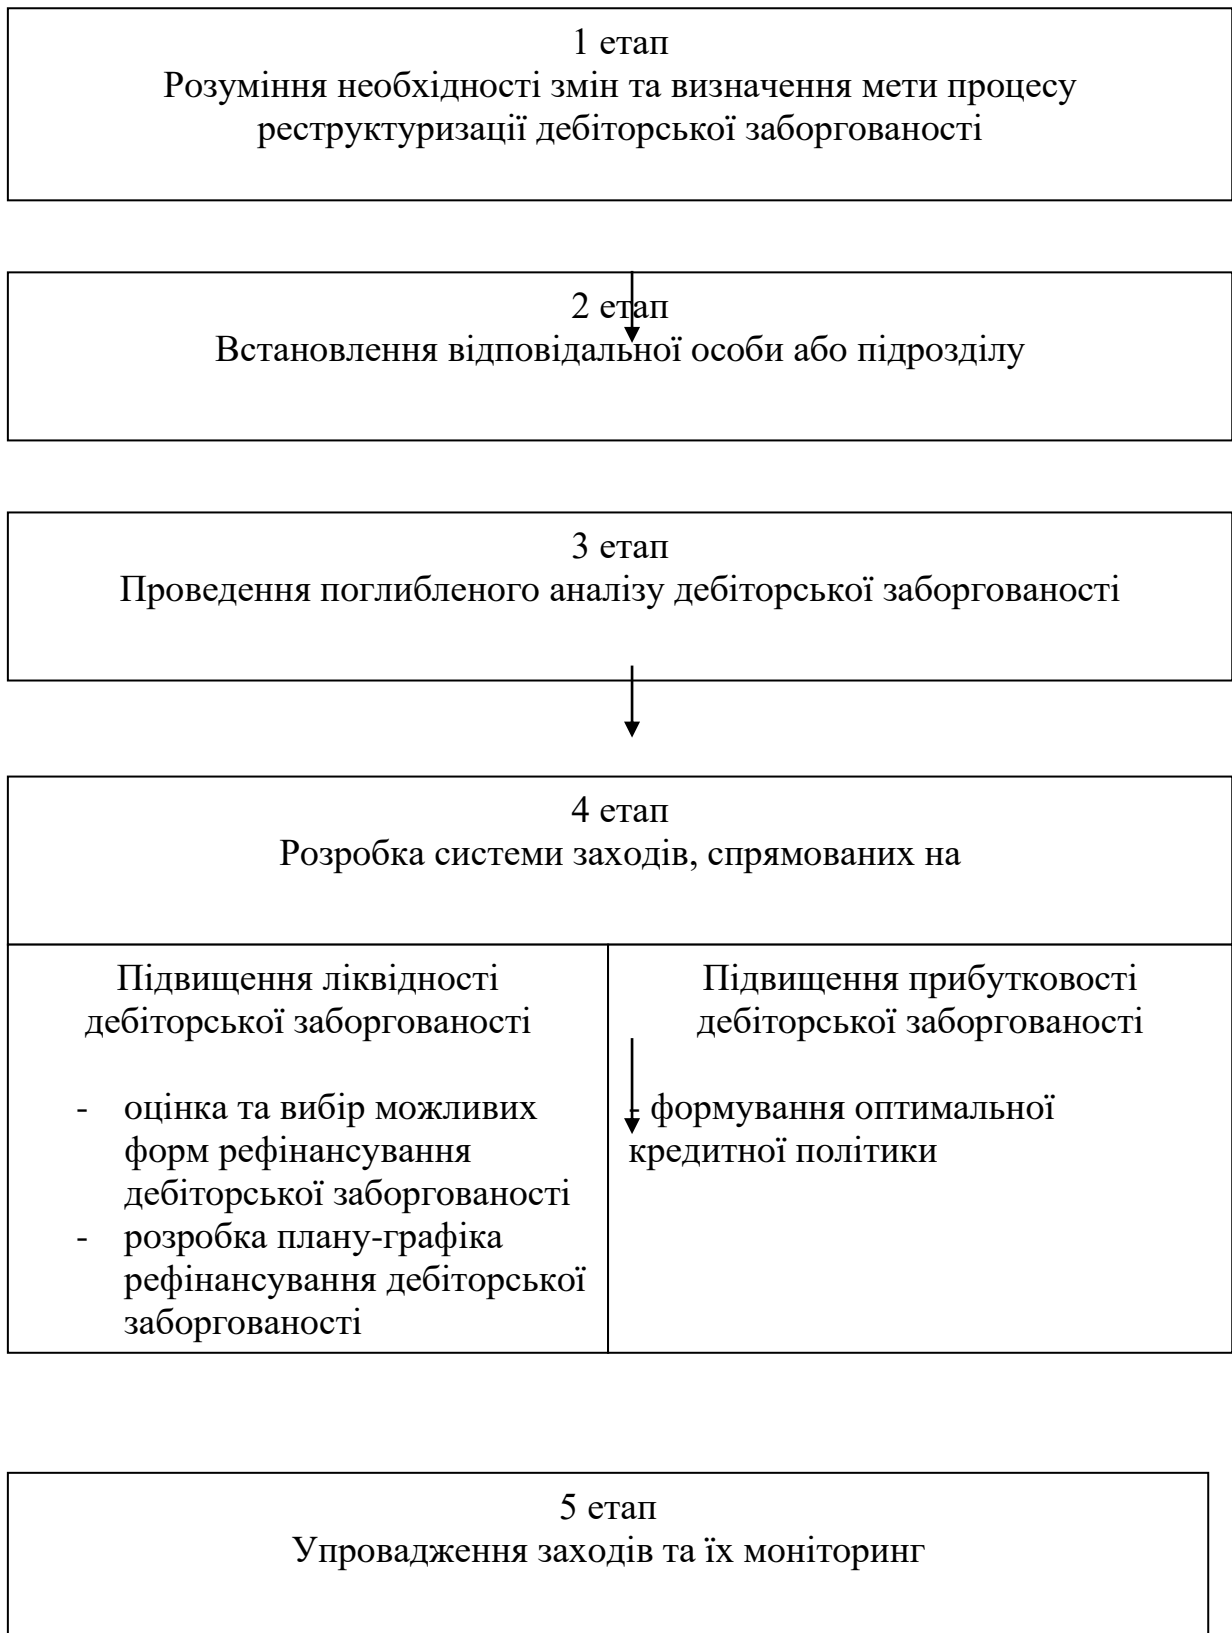 1 етап
Розуміння необхідності змін та визначення мети процесу
реструктуризації дебіторської заборгованості
2 етап
Встановлення відповідальної особи або підрозділу
3 етап
Проведення поглибленого аналізу дебіторської заборгованості
4 етап
Розробка системи заходів, спрямованих на
Підвищення ліквідності
дебіторської заборгованості
- оцінка та вибір можливих
форм рефінансування
дебіторської заборгованості
- розробка плану-графіка
рефінансування дебіторської
заборгованості
Підвищення прибутковості
дебіторської заборгованості
- формування оптимальної
кредитної політики
5 етап
Упровадження заходів та їх моніторинг